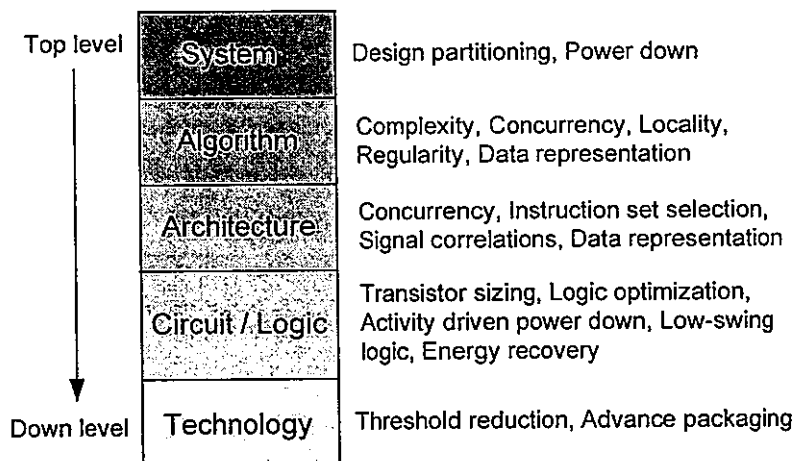 Top level
System
Design partitioning, Power down
Algorithm
Complexity, Concurrency, Locality,
Regularity, Data representation
Architecture
Concurrency, Instruction set selection,
Signal correlations, Data representation
Circuit / Logic
Transistor sizing, Logic optimization,
Activity driven power down, Low-swing
logic, Energy recovery
Down level
Technology
Threshold reduction, Advance packaging